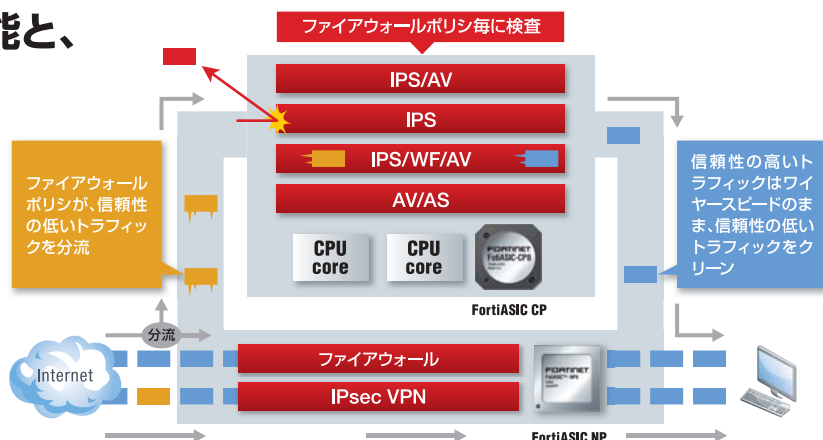 能と、
ファイアウォールポリシ毎に検査
IPS/AV
IPS
IPS/WF/AV
AV/AS
ファイアウォール
ポリシが、信頼性
の低いトラフィッ
クを分流
信頼性の高いト
ラフィックはワイ
ヤースピードのま
ま、信頼性の低い
トラフィックをク
リーン
CPU
core
CPU
core
FORTINET
FortiASIC-CP8
FortiASIC CP
分流
Internet
ファイアウォール
IPsec VPN
FORTINET
FortiASIC NP